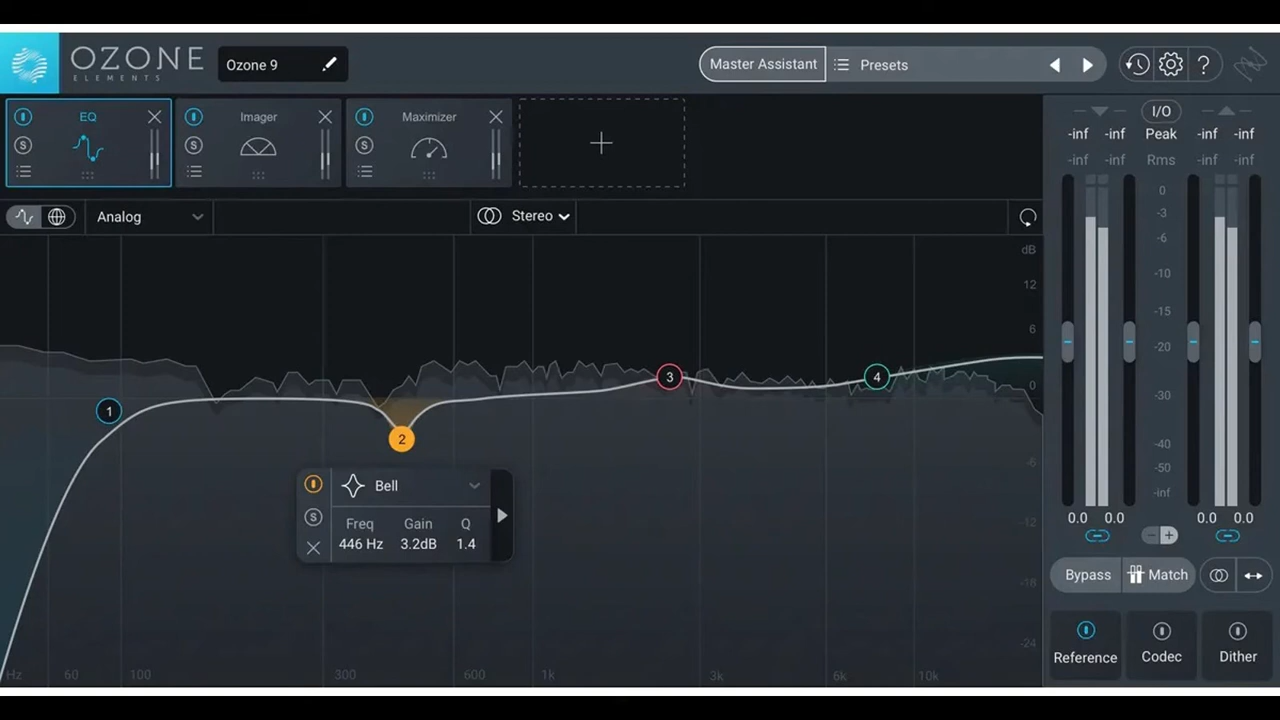 OZONE
ELEMENTS
Ozone 9
Master Assistant
Presets
?
EQ
Imager
Maximizer
I/O
-inf -inf Peak -inf -inf
-inf -inf Rms -inf -inf
S
S
S
Analog
Stereo
dB
12
6
0
-6
-12
-18
-24
0
-3
-6
-10
-15
-20
-30
-40
-50
-inf
1
2
3
4
Bell
S
Freq Gain Q
446 Hz 3.2dB 1.4
0.0 0.0 0.0 0.0
Bypass
Match
Reference
Codec
Dither
Hz 60 100 300 600 1k 3k 6k 10k